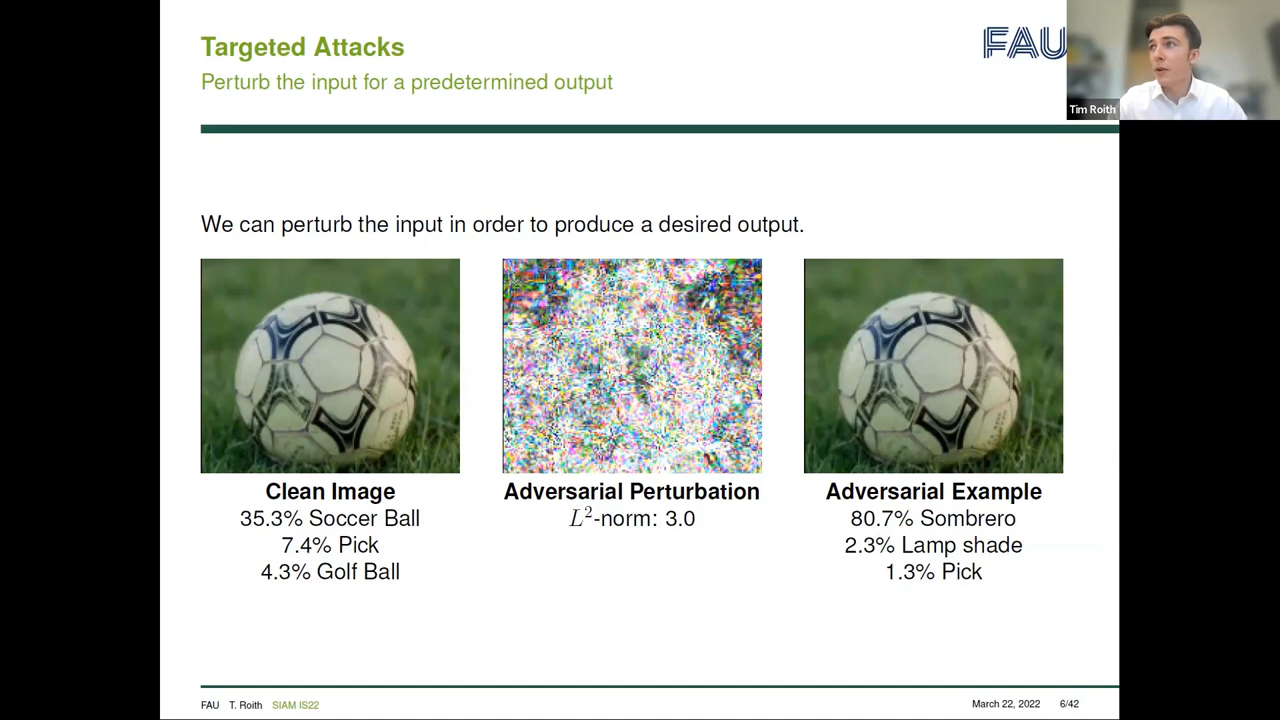 Targeted Attacks
Perturb the input for a predetermined output
FAU
Tim Roith
We can perturb the input in order to produce a desired output.
Clean Image
35.3% Soccer Ball
7.4% Pick
4.3% Golf Ball
Adversarial Perturbation
L²-norm: 3.0
Adversarial Example
80.7% Sombrero
2.3% Lamp shade
1.3% Pick
FAU T. Roith SIAM IS22 March 22, 2022 6/42